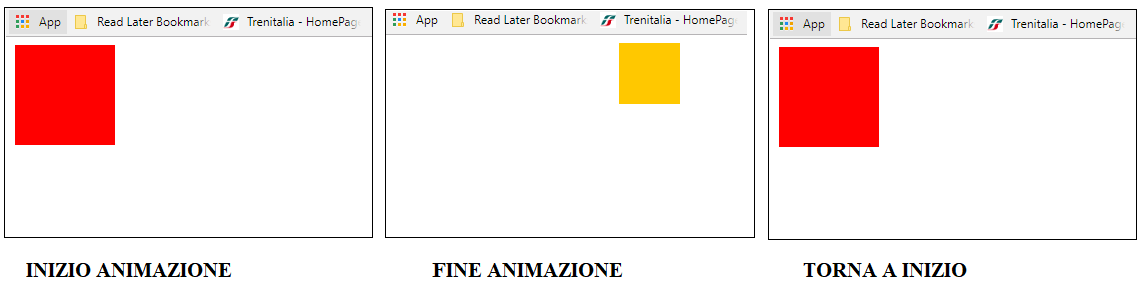 App Read Later Bookmark Trenitalia - HomePage
App Read Later Bookmark Trenitalia - HomePage
App Read Later Bookmark Trenitalia - HomePage
INIZIO ANIMAZIONE
FINE ANIMAZIONE
TORNA A INIZIO